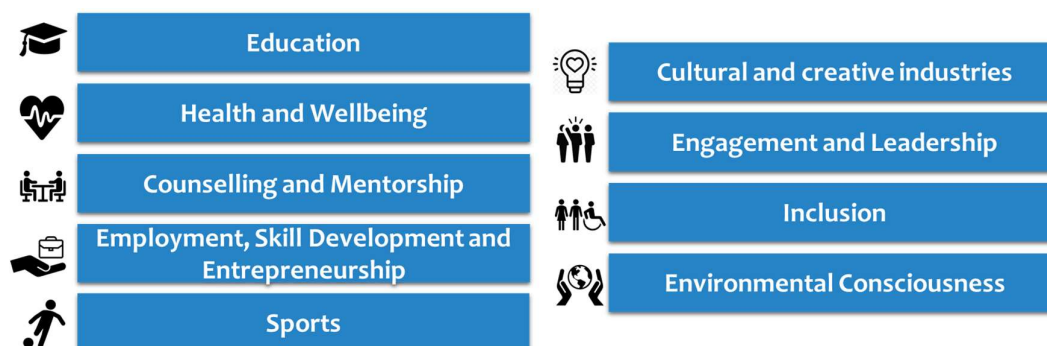 Education
Health and Wellbeing
Counselling and Mentorship
Employment, Skill Development and
Entrepreneurship
Sports
Cultural and creative industries
Engagement and Leadership
Inclusion
Environmental Consciousness